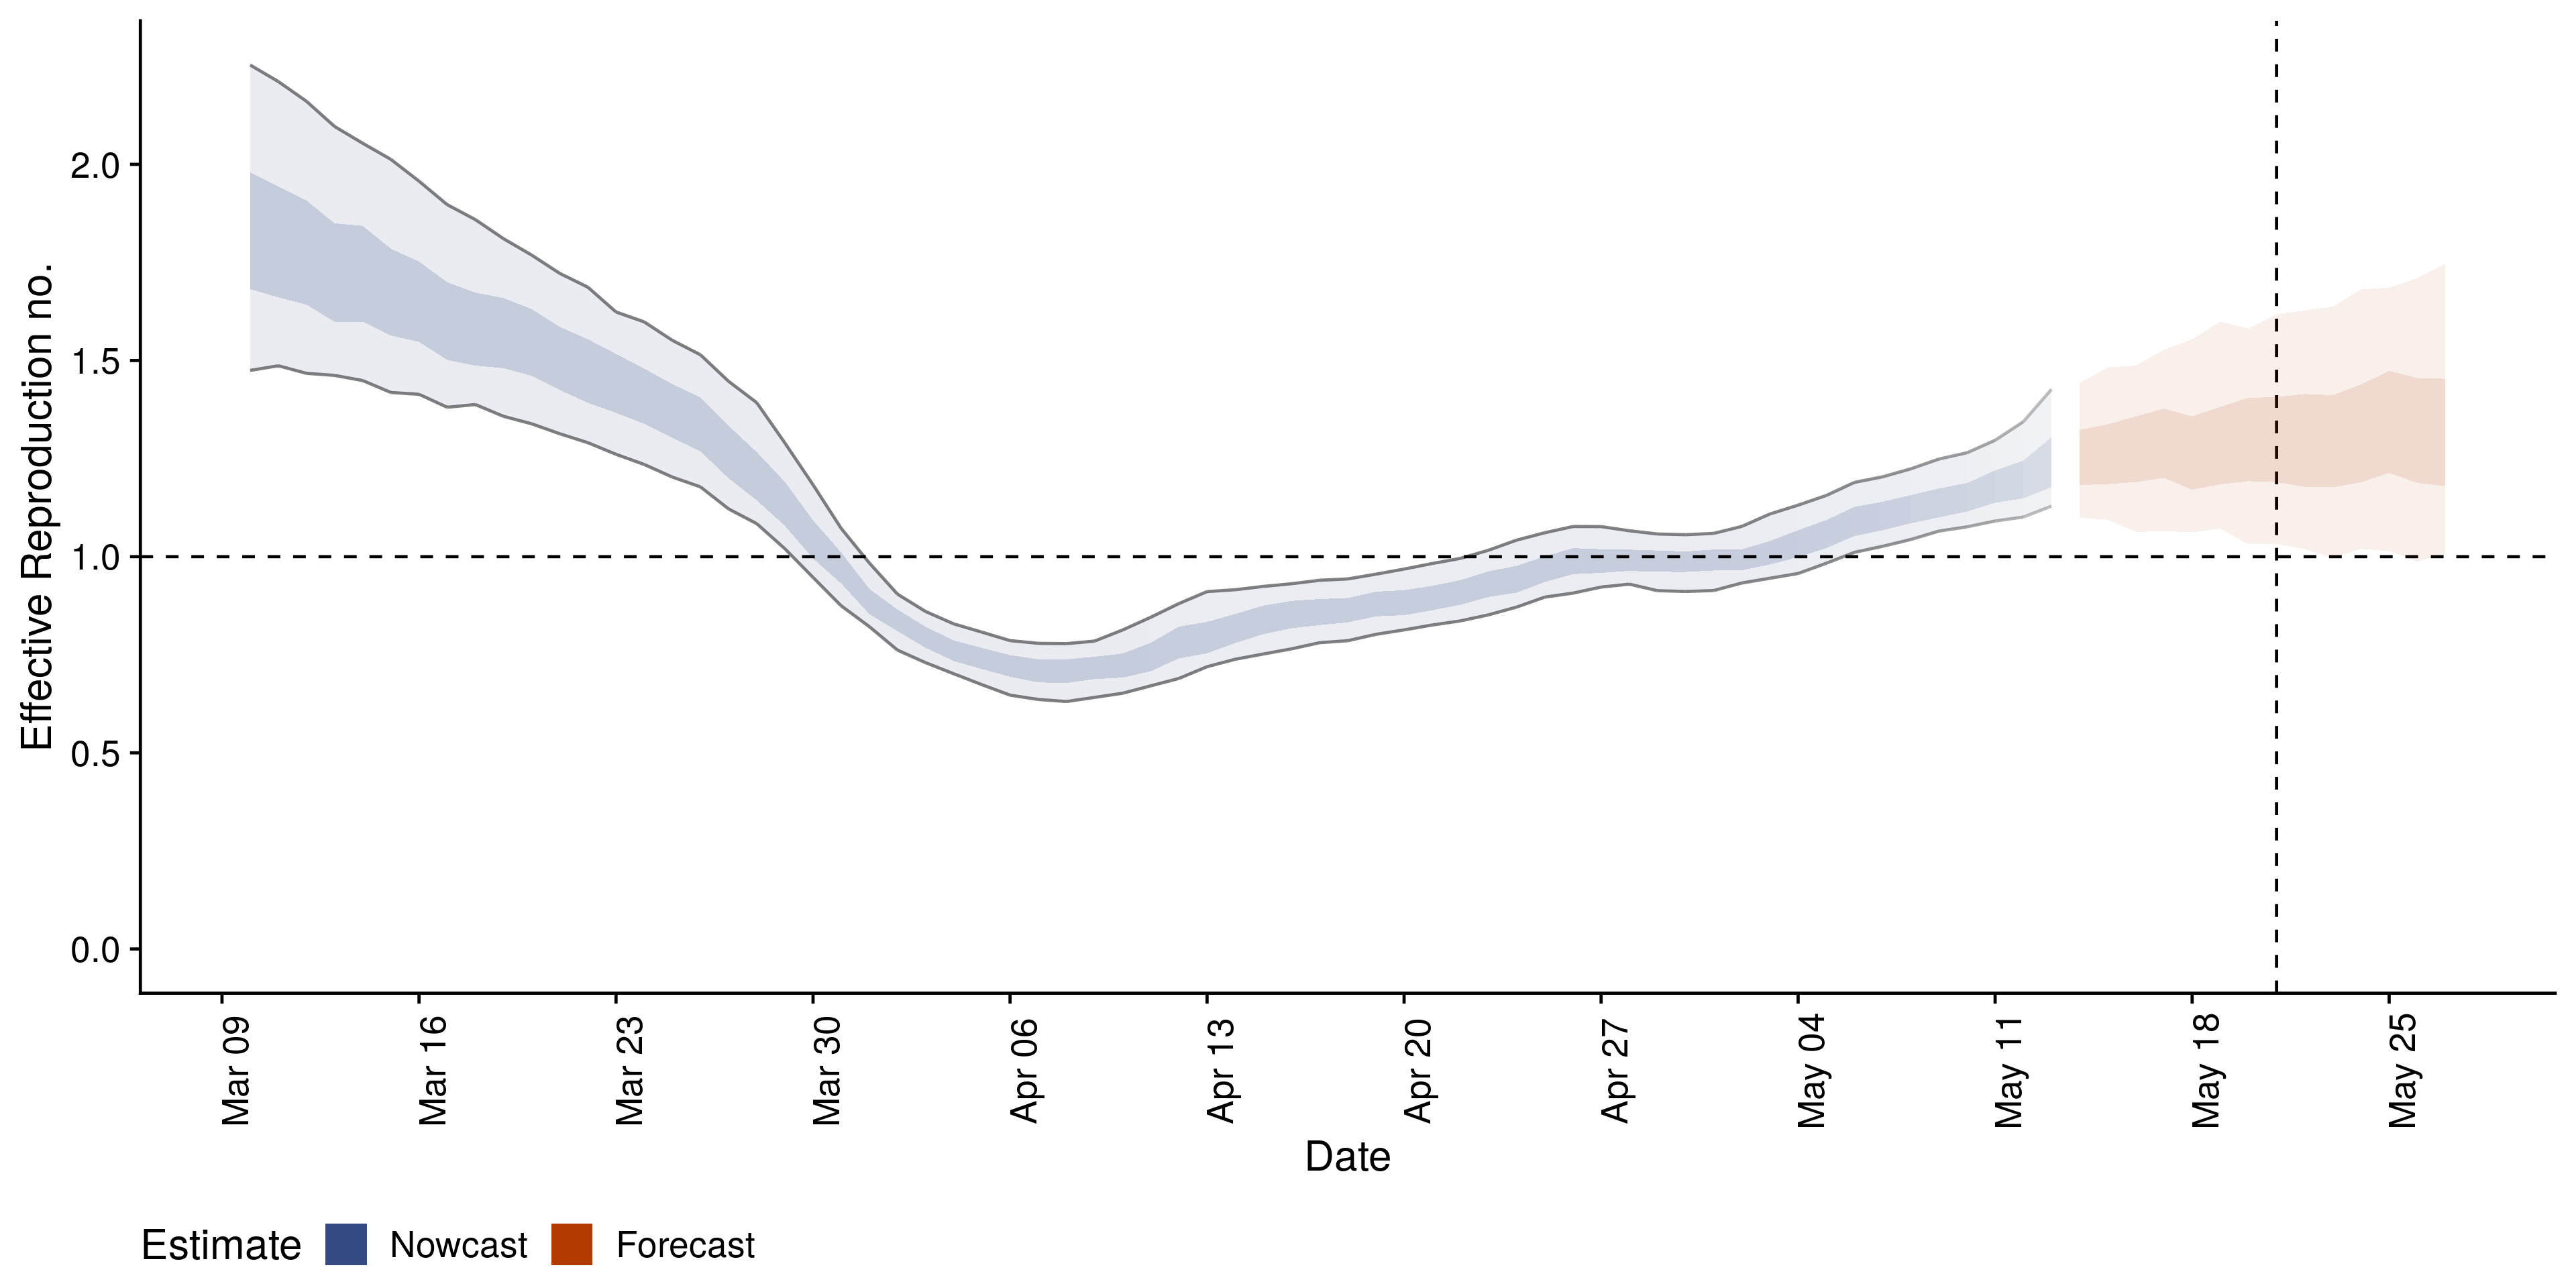 Effective Reproduction no.
2.0
1.5
1.0
0.5
0.0
Mar 09
Mar 16
Mar 23
Mar 30
Apr 06
Apr 13
Apr 20
Apr 27
May 04
May 11
May 18
May 25
Date
Estimate Nowcast Forecast